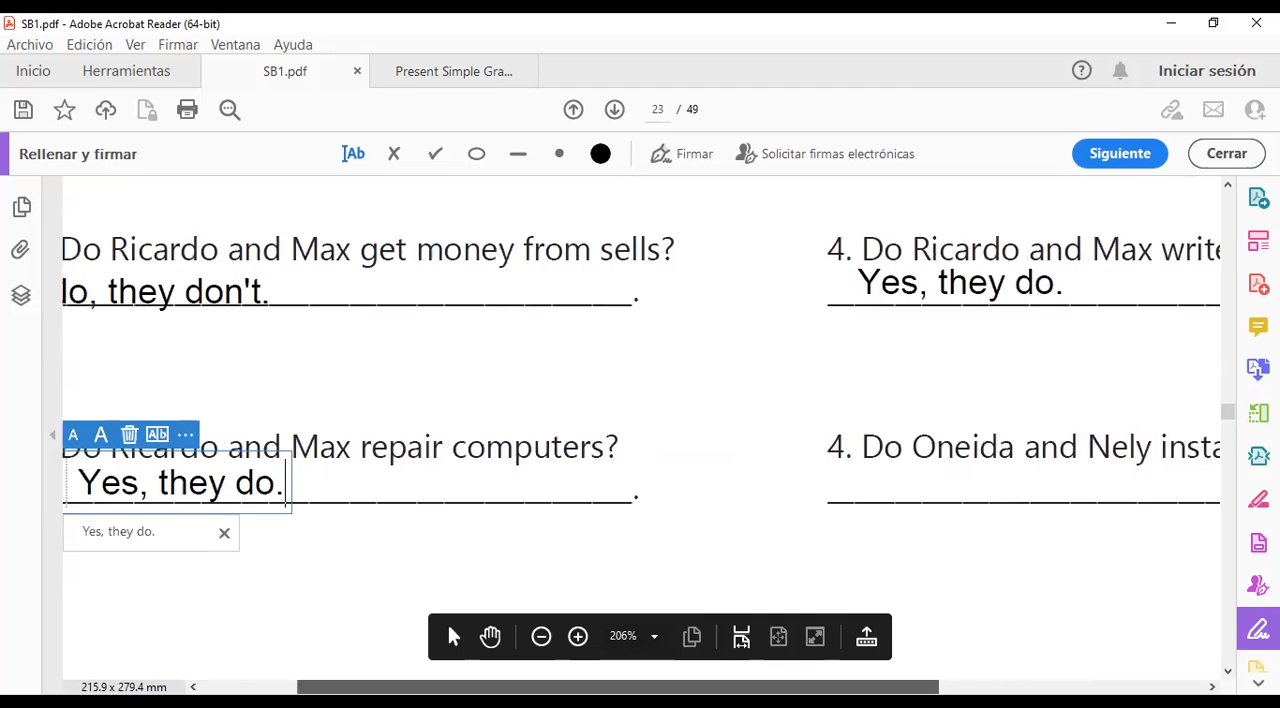 SB1.pdf - Adobe Acrobat Reader (64-bit)
Archivo Edición Ver Firmar Ventana Ayuda
Inicio Herramientas SB1.pdf × Present Simple Gra... Iniciar sesión
23 / 49
Rellenar y firmar Ab Firmar Solicitar firmas electrónicas Siguiente Cerrar
Do Ricardo and Max get money from sells?
lo, they don't.
4. Do Ricardo and Max write
Yes, they do.
A A Ab ...
Do Ricardo and Max repair computers?
Yes, they do.
Yes, they do.
4. Do Oneida and Nely insta
206%
215.9 x 279.4 mm